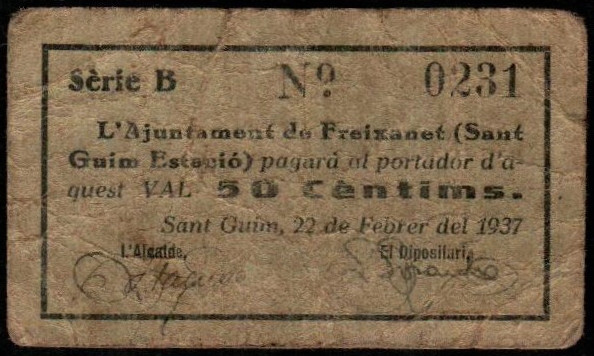 Sèrie B Nº 0231
L'Ajuntament de Freixanet (Sant
Guim Estació) pagarà al portador d'a-
quest VAL 50 Cèntims.
Sant Guim, 22 de Febrer del 1937
L'Alcalde, El Dipositari,